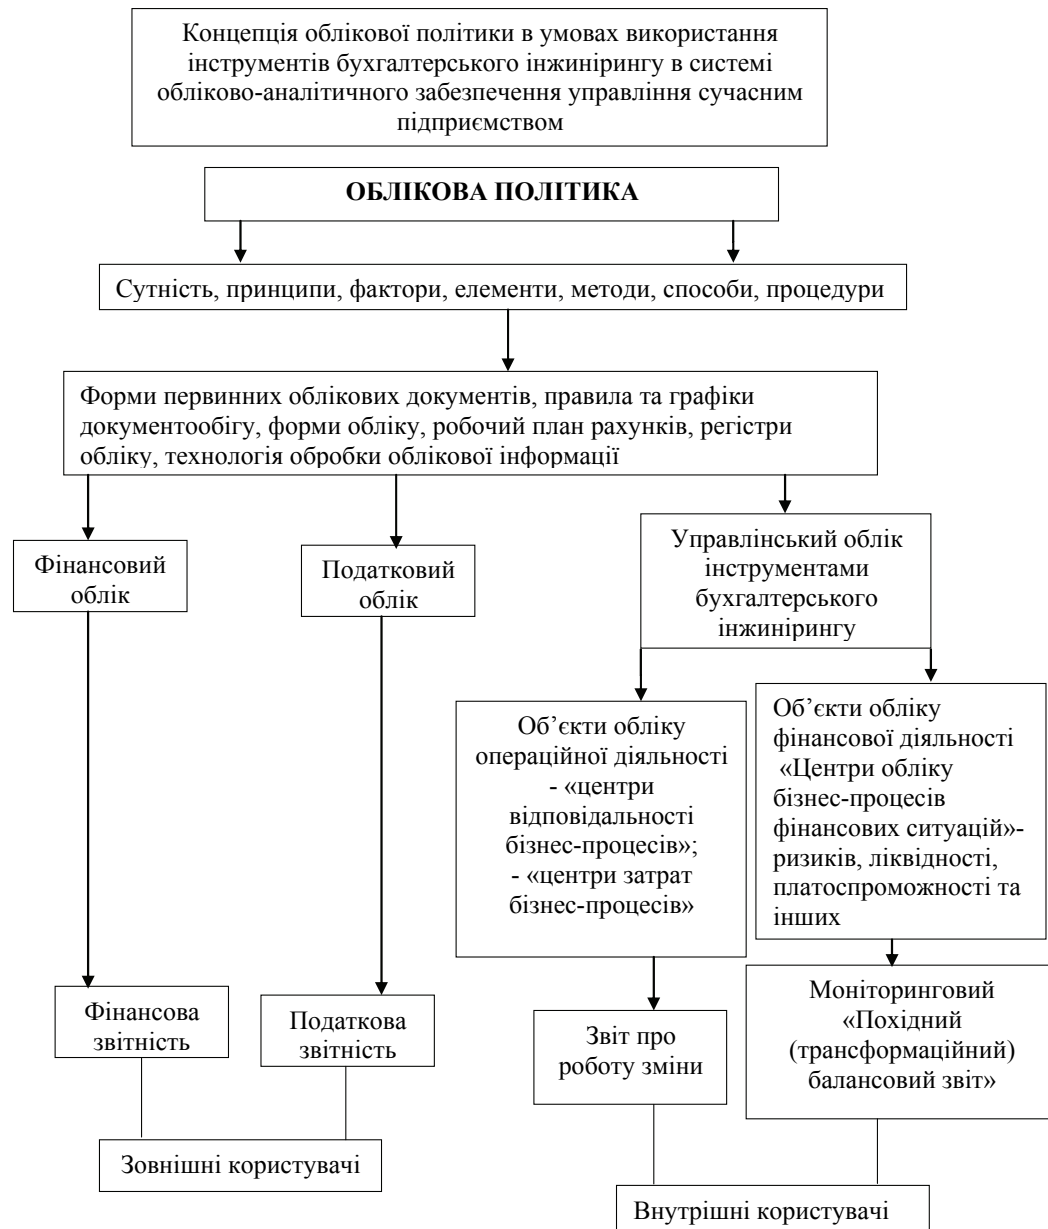 Концепція облікової політики в умовах використання
інструментів бухгалтерського інжинірингу в системі
обліково-аналітичного забезпечення управління сучасним
підприємством
ОБЛІКОВА ПОЛІТИКА
Сутність, принципи, фактори, елементи, методи, способи, процедури
Форми первинних облікових документів, правила та графіки
документообігу, форми обліку, робочий план рахунків, регістри
обліку, технологія обробки облікової інформації
Фінансовий
облік
Податковий
облік
Управлінський облік
інструментами
бухгалтерського
інжинірингу
Об’єкти обліку
операційної діяльності
- «центри
відповідальності
бізнес-процесів»;
- «центри затрат
бізнес-процесів»
Об’єкти обліку
фінансової діяльності
«Центри обліку
бізнес-процесів
фінансових ситуацій»-
ризиків, ліквідності,
платоспроможності та
інших
Фінансова
звітність
Податкова
звітність
Звіт про
роботу зміни
Моніторинговий
«Похідний
(трансформаційний)
балансовий звіт»
Зовнішні користувачі
Внутрішні користувачі